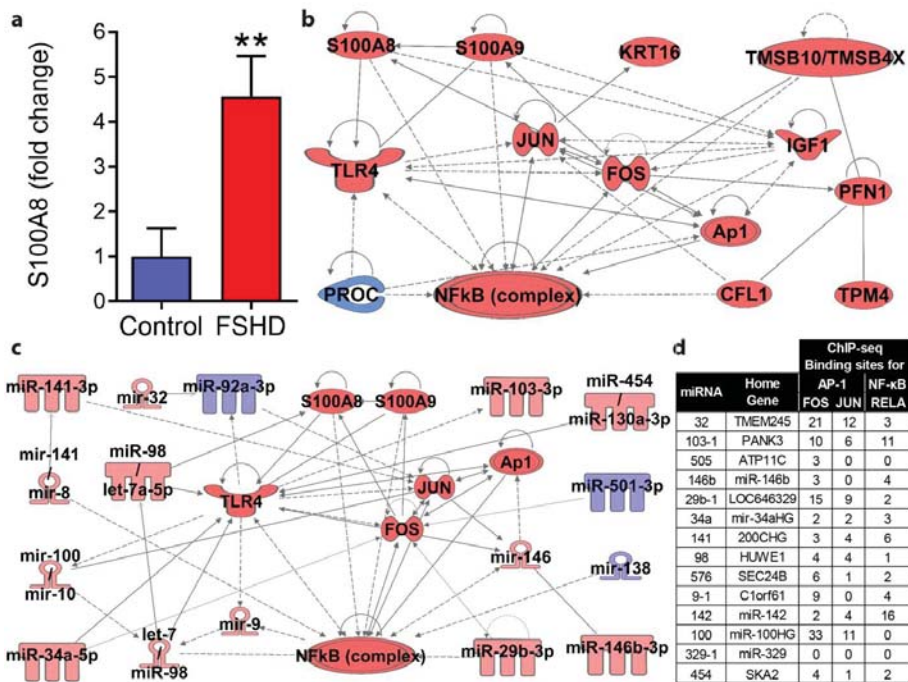 a
S100A8 (fold change)
6
5
4
3
2
1
0
**
Control FSHD
b
S100A8
S100A9
KRT16
TMSB10/TMSB4X
JUN
IGF1
TLR4
FOS
PFN1
Ap1
PROC
NFkB (complex)
CFL1
TPM4
c
miR-141-3p
mir-32
miR-92a-3p
S100A8
S100A9
miR-103-3p
miR-454
miR-130a-3p
mir-141
mir-8
miR-98
let-7a-5p
TLR4
JUN
Ap1
miR-501-3p
FOS
mir-100
mir-10
mir-146
mir-138
mir-9
let-7
miR-98
miR-34a-5p
NFkB (complex)
miR-29b-3p
miR-146b-3p
d
ChIP-seq
Binding sites for
miRNA Home Gene AP-1 NF-κB
FOS JUN RELA
32 TMEM245 21 12 3
103-1 PANK3 10 6 11
505 ATP11C 3 0 0
146b miR-146b 3 0 4
29b-1 LOC646329 15 9 2
34a mir-34aHG 2 2 3
141 200CHG 3 4 6
98 HUWE1 4 4 1
576 SEC24B 6 1 2
9-1 C1orf61 9 0 4
142 miR-142 2 4 16
100 miR-100HG 33 11 0
329-1 miR-329 0 0 0
454 SKA2 4 1 2